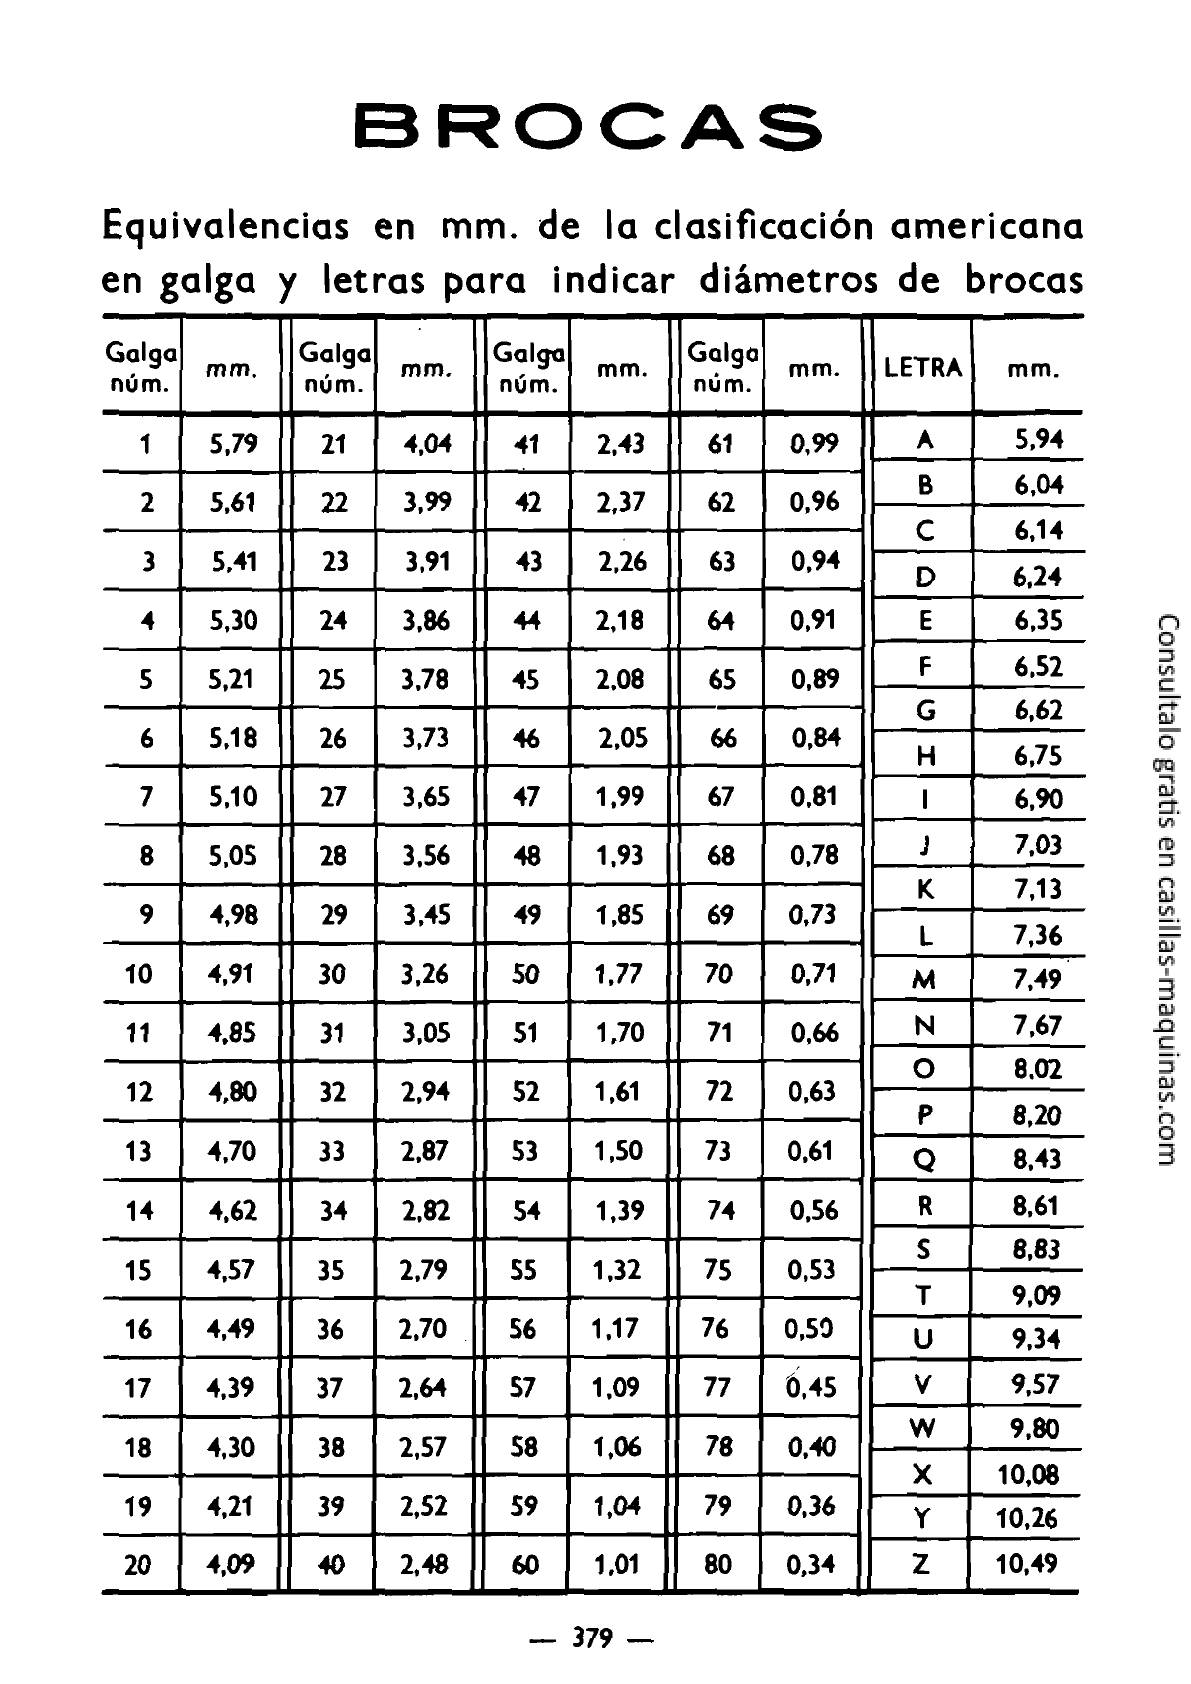 BROCAS
Equivalencias en mm. de la clasificación americana
en galga y letras para indicar diámetros de brocas
Galga núm. mm. Galga núm. mm. Galga núm. mm. Galga núm. mm. LETRA mm.
1 5,79 21 4,04 41 2,43 61 0,99
2 5,61 22 3,99 42 2,37 62 0,96
3 5.41 23 3,91 43 2,26 63 0,94
4 5,30 24 3,86 44 2,18 64 0,91
5 5,21 25 3,78 45 2.08 65 0,89
6 5,18 26 3,73 46 2,05 66 0,84
7 5,10 27 3,65 47 1,99 67 0,81
8 5,05 28 3,56 48 1,93 68 0,78
9 4,98 29 3,45 49 1,85 69 0,73
10 4,91 30 3,26 50 1,77 70 0,71
11 4,85 31 3,05 51 1,70 71 0,66
12 4,80 32 2,94 52 1,61 72 0,63
13 4,70 33 2,87 53 1,50 73 0,61
14 4,62 34 2,82 54 1,39 74 0,56
15 4,57 35 2,79 55 1,32 75 0,53
16 4,49 36 2,70 56 1,17 76 0,50
17 4,39 37 2,64 57 1,09 77 0,45
18 4,30 38 2,57 58 1,06 78 0,40
19 4,21 39 2,52 59 1,04 79 0,36
20 4,09 40 2,48 60 1,01 80 0,34
A 5,94
B 6,04
C 6,14
D 6,24
E 6,35
F 6,52
G 6,62
H 6,75
I 6,90
J 7,03
K 7,13
L 7,36
M 7,49
N 7,67
O 8.02
P 8,20
Q 8,43
R 8,61
S 8,83
T 9,09
U 9,34
V 9,57
W 9,80
X 10,08
Y 10,26
Z 10,49
— 379 —
Consultalo gratis en casillas-maquinas.com